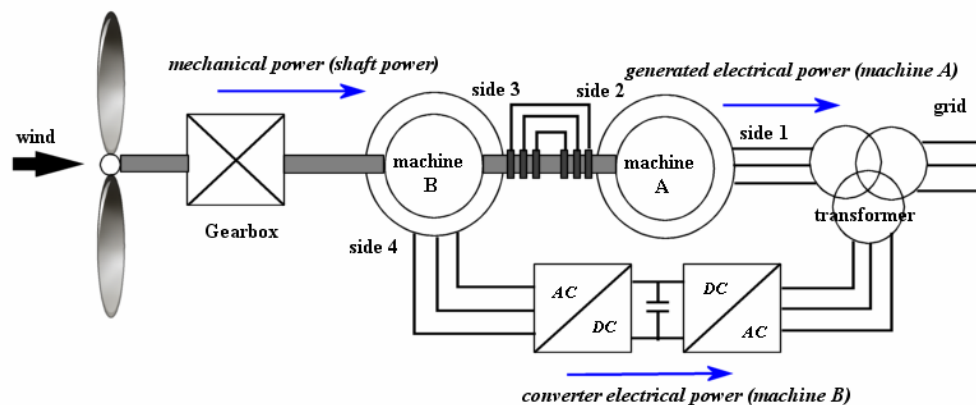 mechanical power (shaft power)
generated electrical power (machine A)
side 3
side 2
grid
wind
side 1
machine
B
machine
A
Gearbox
transformer
side 4
AC
DC
DC
AC
converter electrical power (machine B)